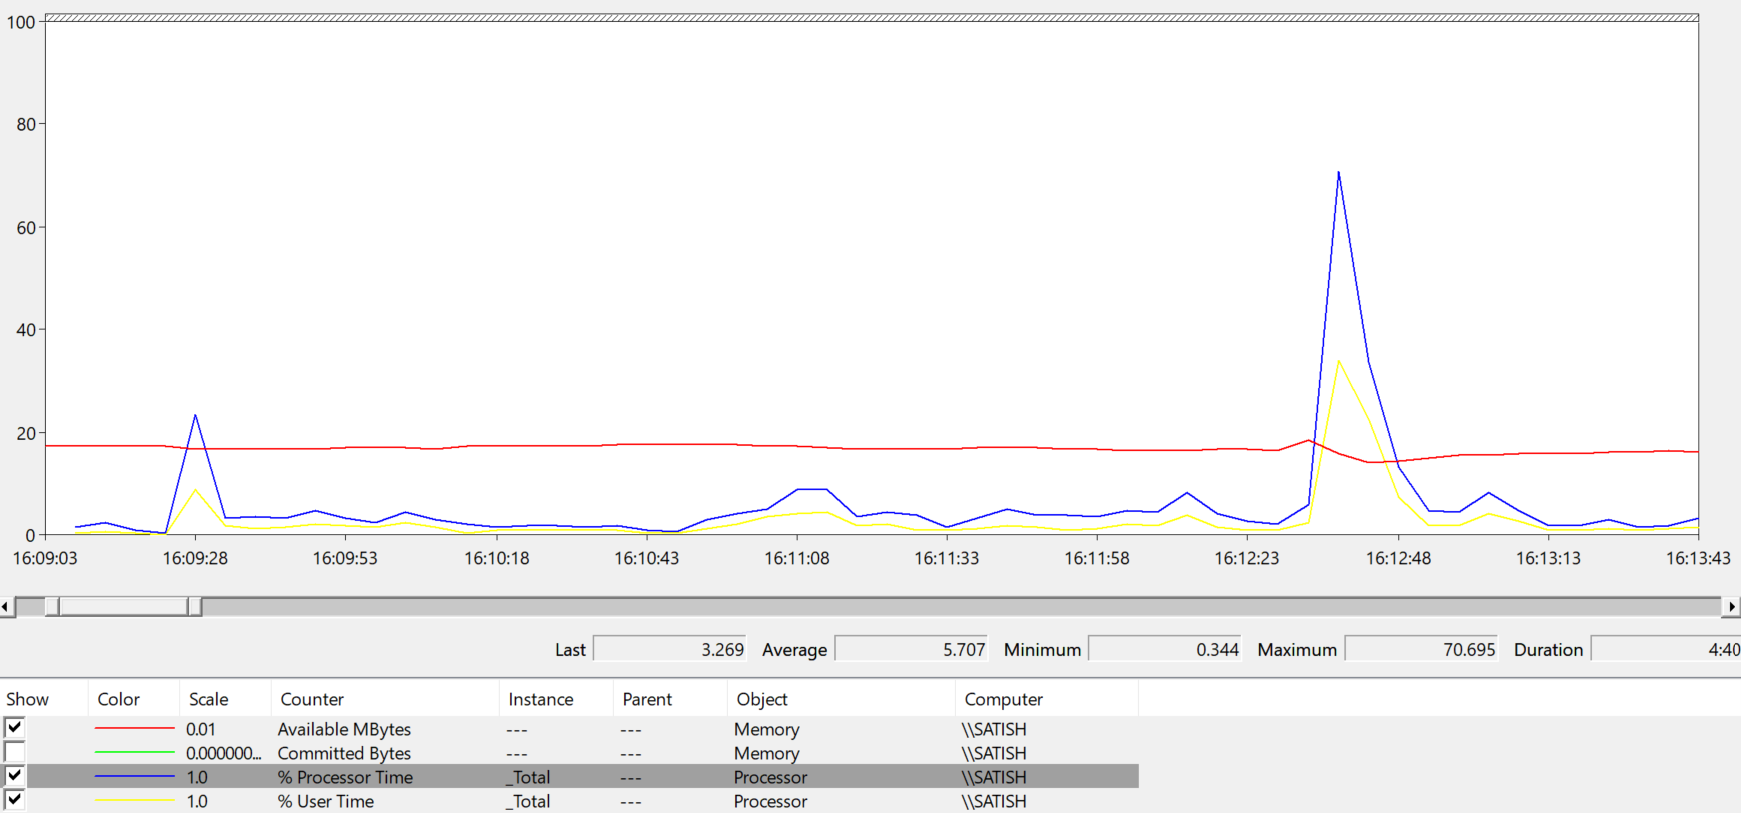 100
80
60
40
20
0
16:09:03 16:09:28 16:09:53 16:10:18 16:10:43 16:11:08 16:11:33 16:11:58 16:12:23 16:12:48 16:13:13 16:13:43
Last 3.269 Average 5.707 Minimum 0.344 Maximum 70.695 Duration 4:40
Show Color Scale Counter Instance Parent Object Computer
0.01 Available MBytes --- --- Memory \\SATISH
0.000000... Committed Bytes --- --- Memory \\SATISH
1.0 % Processor Time _Total --- Processor \\SATISH
1.0 % User Time _Total --- Processor \\SATISH